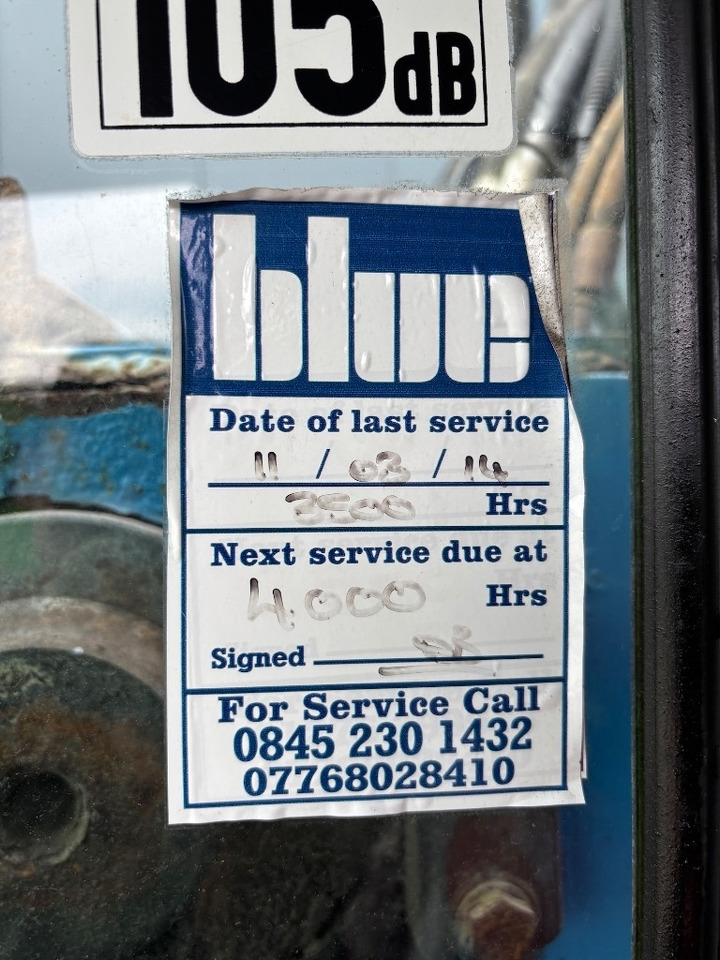 105dB
blue
Date of last service
11 / 03 / 14
3500 Hrs
Next service due at
4000 Hrs
Signed
For Service Call
0845 230 1432
07768028410